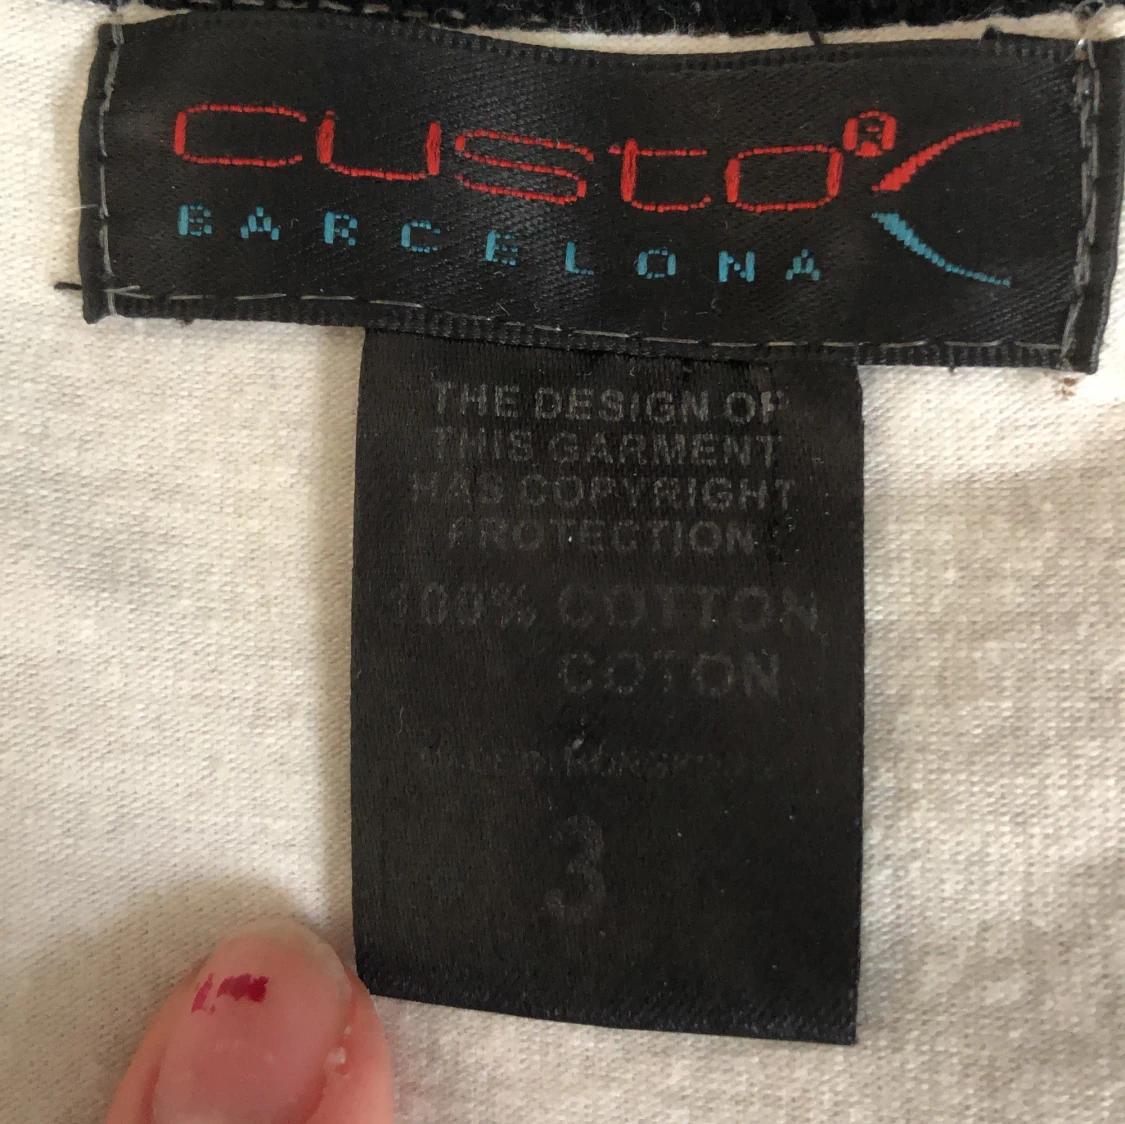 custo®
BARCELONA
THE DESIGN OF
THIS GARMENT
HAS COPYRIGHT
PROTECTION
100% COTTON
COTON
3